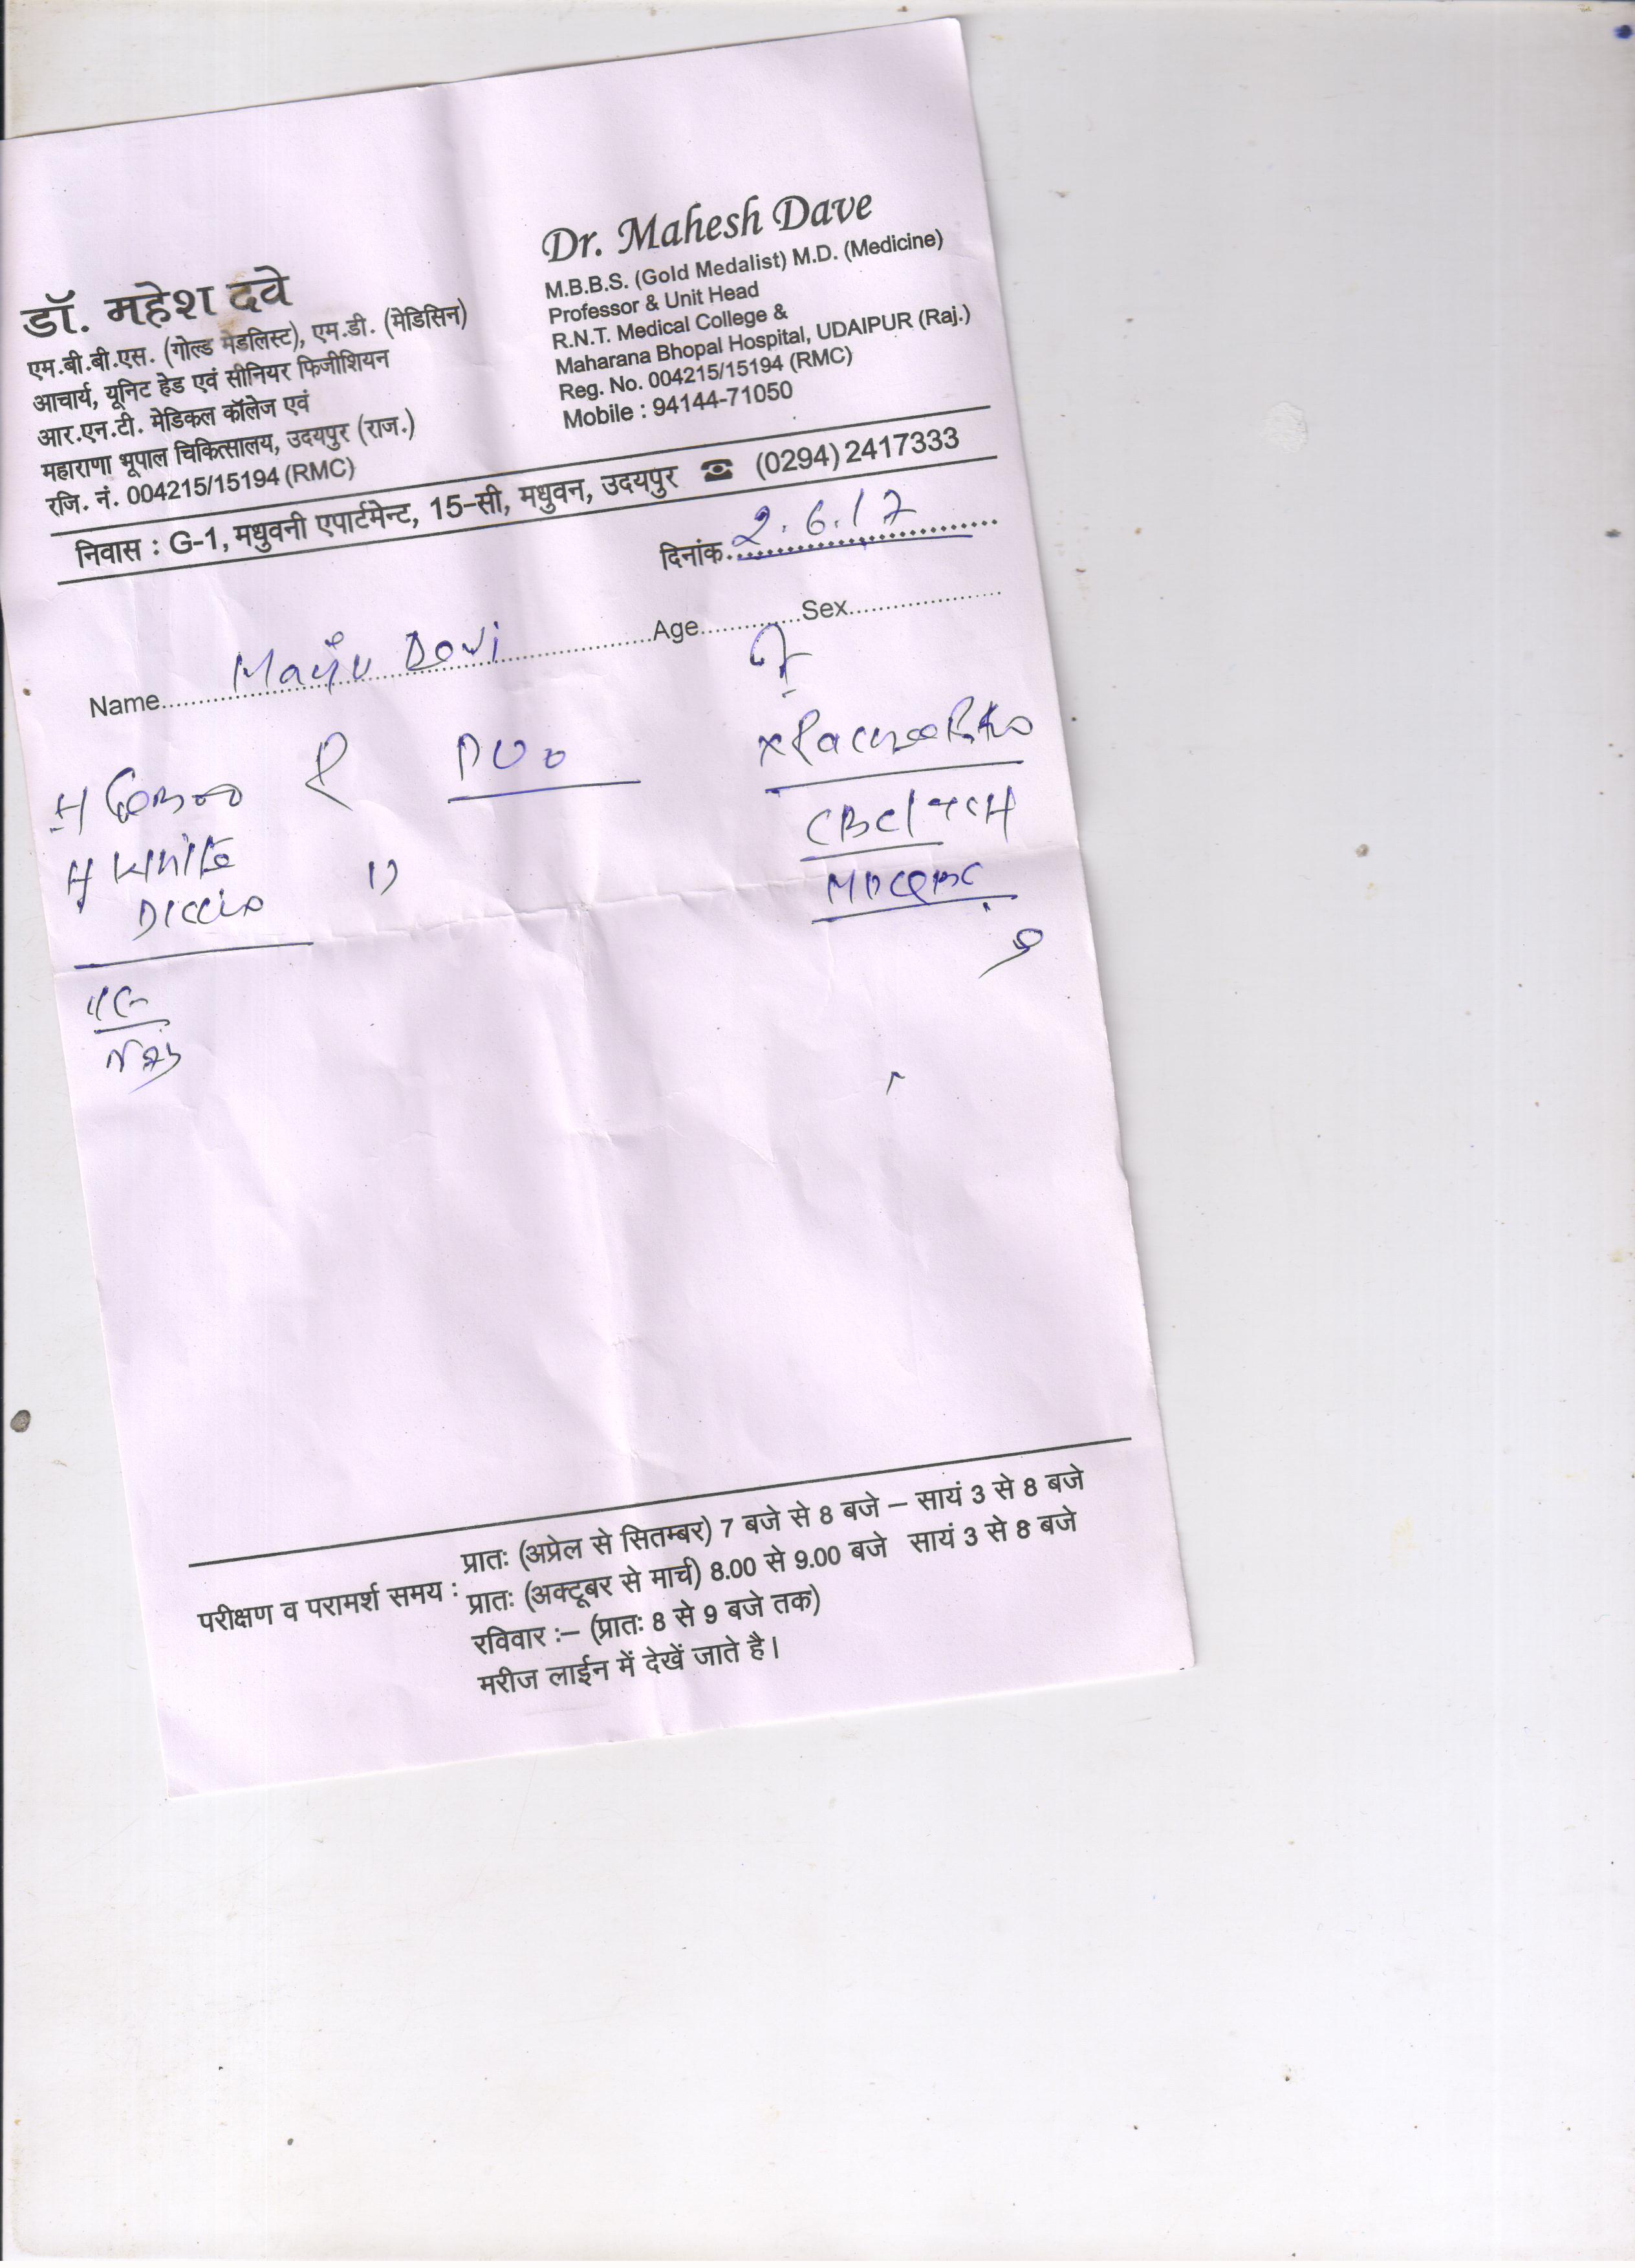 डॉ. महेश दवे
एम.बी.बी.एस. (गोल्ड मेडलिस्ट), एम.डी. (मेडिसिन)
आचार्य, यूनिट हेड एवं सीनियर फिजीशियन
आर.एन.टी. मेडिकल कॉलेज एवं
महाराणा भूपाल चिकित्सालय, उदयपुर (राज.)
रजि. नं. 004215/15194 (RMC)
Dr. Mahesh Dave
M.B.B.S. (Gold Medalist) M.D. (Medicine)
Professor & Unit Head
R.N.T. Medical College &
Maharana Bhopal Hospital, UDAIPUR (Raj.)
Reg. No. 004215/15194 (RMC)
Mobile : 94144-71050
निवास : G-1, मधुवनी एपार्टमेन्ट, 15-सी, मधुवन, उदयपुर ☎ (0294) 2417333
दिनांक 2.6.17
Name Manju Devi Age Sex
White
CBC
परीक्षण व परामर्श समय : प्रातः (अप्रेल से सितम्बर) 7 बजे से 8 बजे – सायं 3 से 8 बजे
प्रातः (अक्टूबर से मार्च) 8.00 से 9.00 बजे सायं 3 से 8 बजे
रविवार :– (प्रातः 8 से 9 बजे तक)
मरीज लाईन में देखें जाते है।